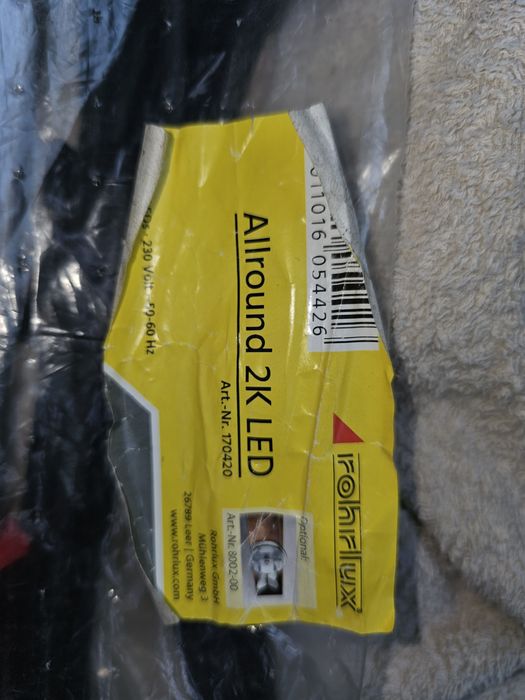 rohrlux
011016 054426
Allround 2K LED
Art.-Nr. 170420
230 Volt 50-60 Hz
Optional:
Art.-Nr. 8002-00
Rohrlux GmbH
Mühlenweg 3
26789 Leer | Germany
www.rohrlux.com